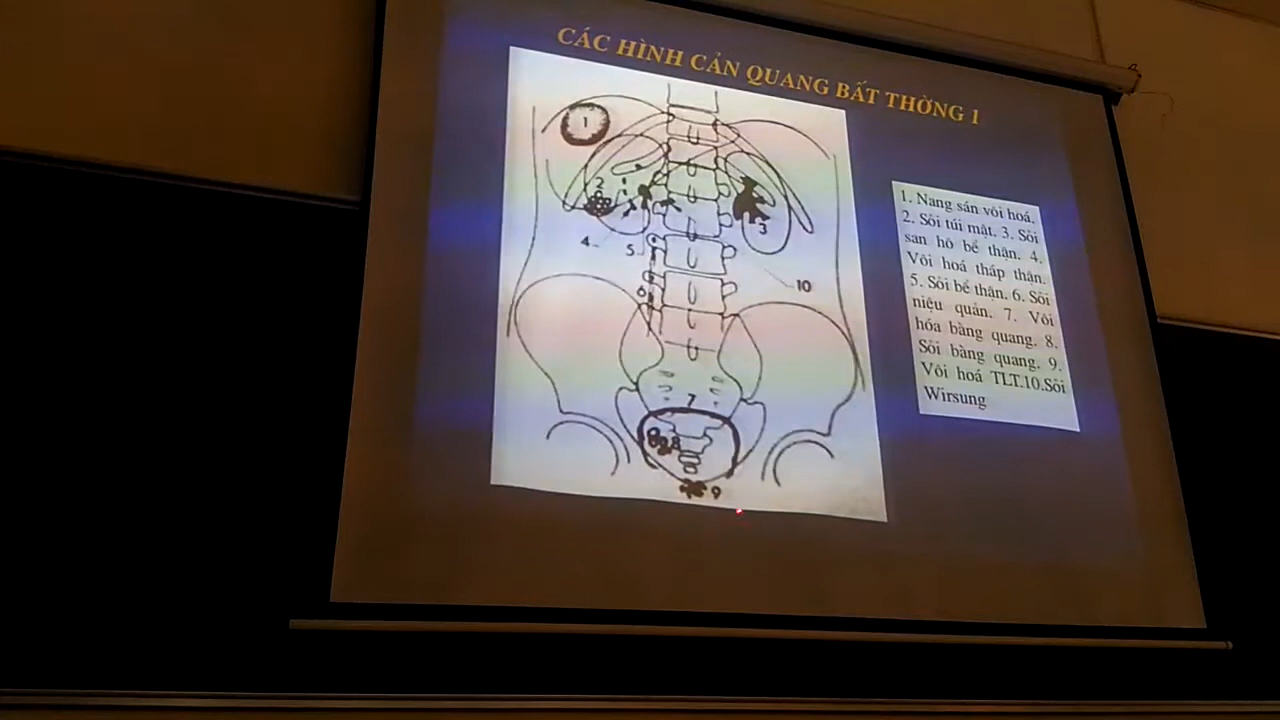 CÁC HÌNH CẢN QUANG BẤT THỜNG 1
1
2
3
4
5
10
6
7
8
9
1. Nang sán vôi hoá.
2. Sỏi túi mật. 3. Sỏi
san hô bể thận. 4.
Vôi hoá tháp thận.
5. Sỏi bể thận. 6. Sỏi
niệu quản. 7. Vôi
hóa bàng quang. 8.
Sỏi bàng quang. 9.
Vôi hoá TLT.10.Sỏi
Wirsung